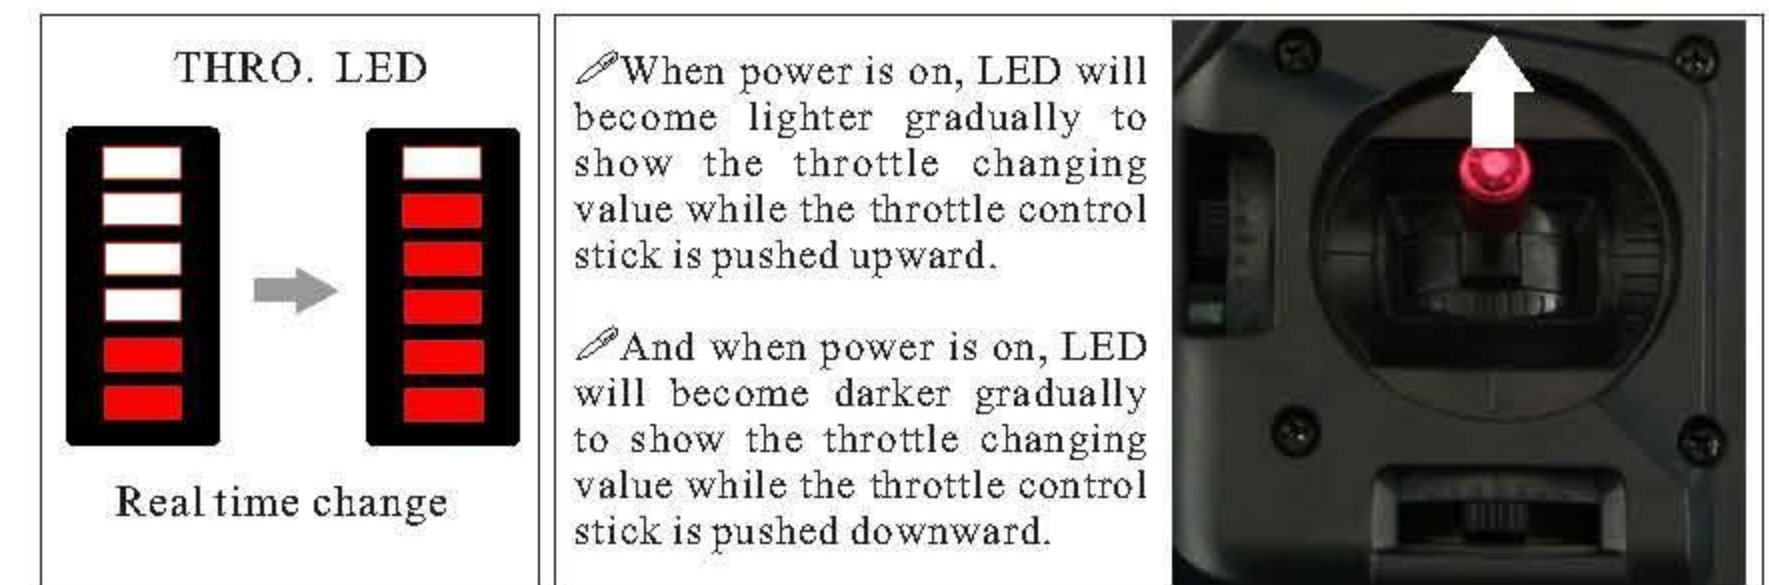 THRO. LED
Real time change
When power is on, LED will
become lighter gradually to
show the throttle changing
value while the throttle control
stick is pushed upward.
And when power is on, LED
will become darker gradually
to show the throttle changing
value while the throttle control
stick is pushed downward.